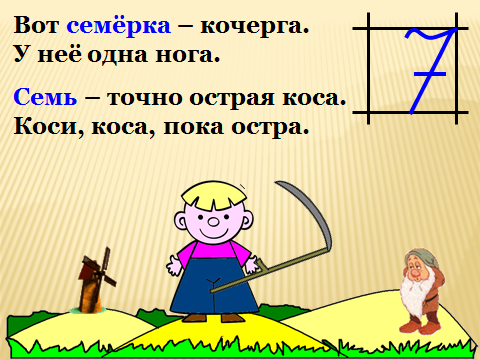 Вот семёрка – кочерга.
У неё одна нога.
Семь – точно острая коса.
Коси, коса, пока остра.
7